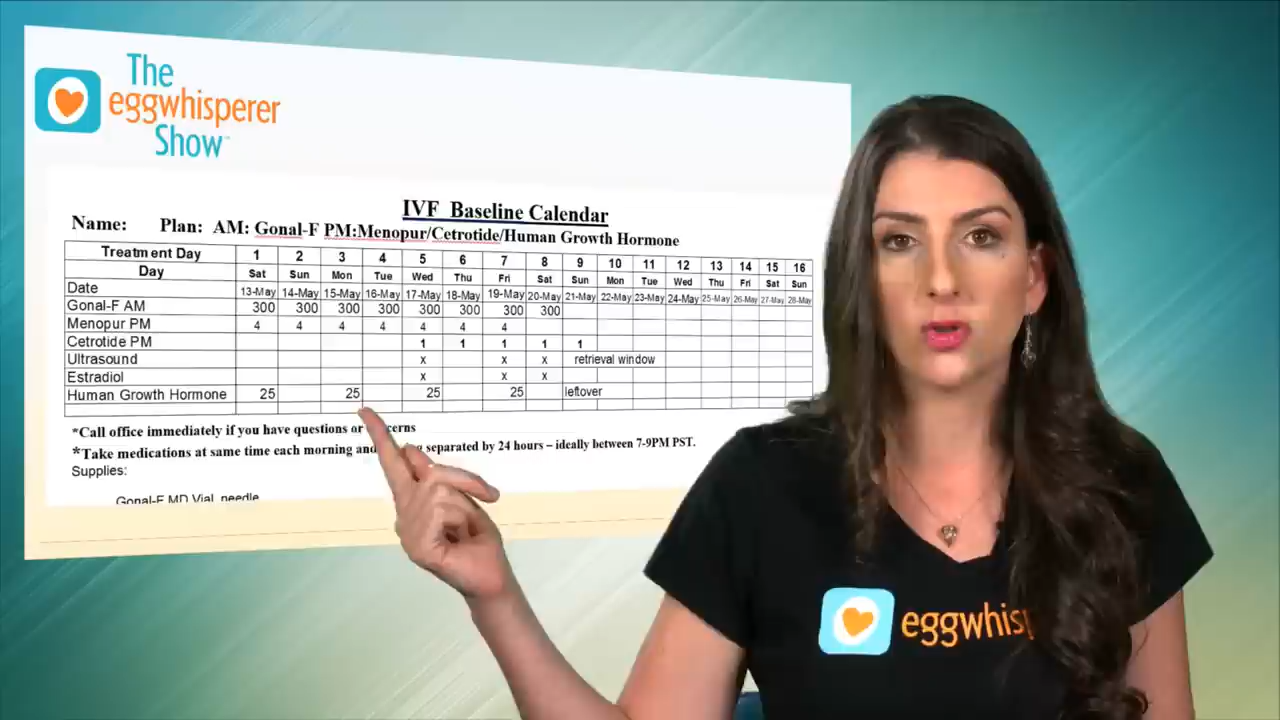 The
eggwhisperer
Show™
IVF Baseline Calendar
Name: Plan: AM: Gonal-F PM:Menopur/Cetrotide/Human Growth Hormone
Treatment Day 1 2 3 4 5 6 7 8 9 10 11 12 13 14 15 16
Day Sat Sun Mon Tue Wed Thu Fri Sat Sun Mon Tue Wed Thu Fri Sat Sun
Date 13-May 14-May 15-May 16-May 17-May 18-May 19-May 20-May 21-May 22-May 23-May 24-May 25-May 26-May 27-May 28-May
Gonal-F AM 300 300 300 300 300 300 300 300
Menopur PM 4 4 4 4 4 4 4
Cetrotide PM 1 1 1 1 1
Ultrasound x x x retrieval window
Estradiol x x x
Human Growth Hormone 25 25 25 25 leftover
*Call office immediately if you have questions or
*Take medications at same time each morning and separated by 24 hours – ideally between 7-9PM PST.
Supplies:
Gonal-F MD Vial, needle
eggwhisp